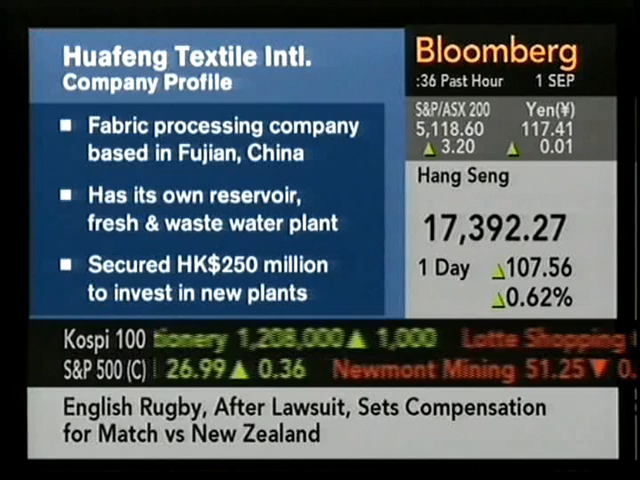 Huafeng Textile Intl.
Company Profile
Fabric processing company
based in Fujian, China
Has its own reservoir,
fresh & waste water plant
Secured HK$250 million
to invest in new plants
Bloomberg
:36 Past Hour 1 SEP
S&P/ASX 200 Yen(¥)
5,118.60 117.41
▲ 3.20 ▲ 0.01
Hang Seng
17,392.27
1 Day ▲107.56
▲0.62%
Kospi 100 tionery 1,208,000▲ 1,000 Lotte Shopping
S&P 500 (C) 26.99▲ 0.36 Newmont Mining 51.25▼ 0.
English Rugby, After Lawsuit, Sets Compensation
for Match vs New Zealand